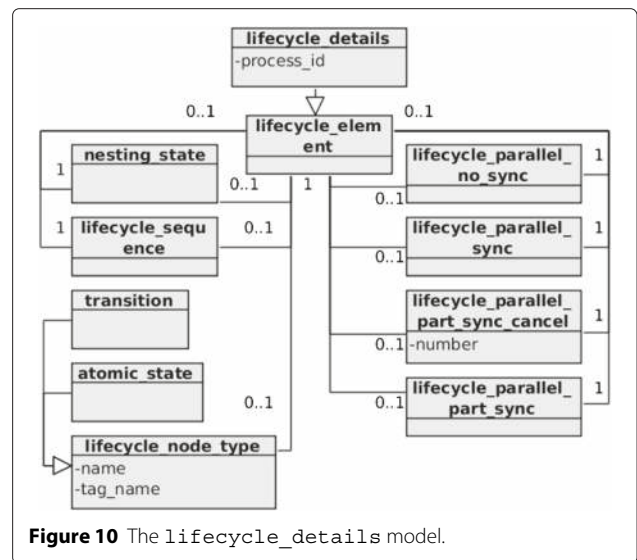 lifecycle_details
-process_id
0..1
0..1
lifecycle_elem
ent
nesting_state
1
0..1
1
lifecycle_parallel_
no_sync
1
0..1
lifecycle_sequ
ence
1
0..1
lifecycle_parallel_
sync
1
0..1
transition
lifecycle_parallel_
part_sync_cancel
-number
1
0..1
atomic_state
0..1
lifecycle_parallel_
part_sync
1
0..1
lifecycle_node_type
-name
-tag_name
Figure 10 The lifecycle_details model.